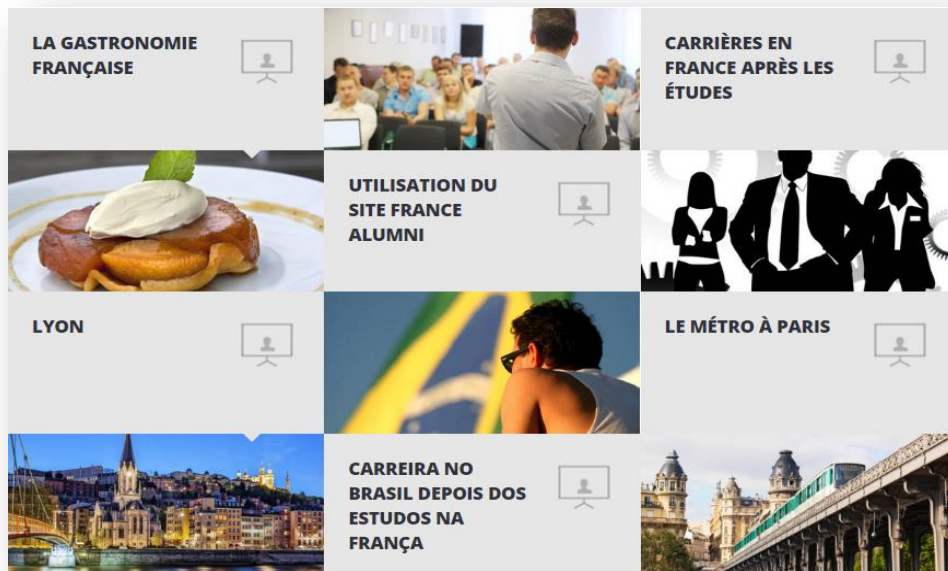 LA GASTRONOMIE
FRANÇAISE
CARRIÈRES EN
FRANCE APRÈS LES
ÉTUDES
UTILISATION DU
SITE FRANCE
ALUMNI
LYON
LE MÉTRO À PARIS
CARREIRA NO
BRASIL DEPOIS DOS
ESTUDOS NA
FRANÇA